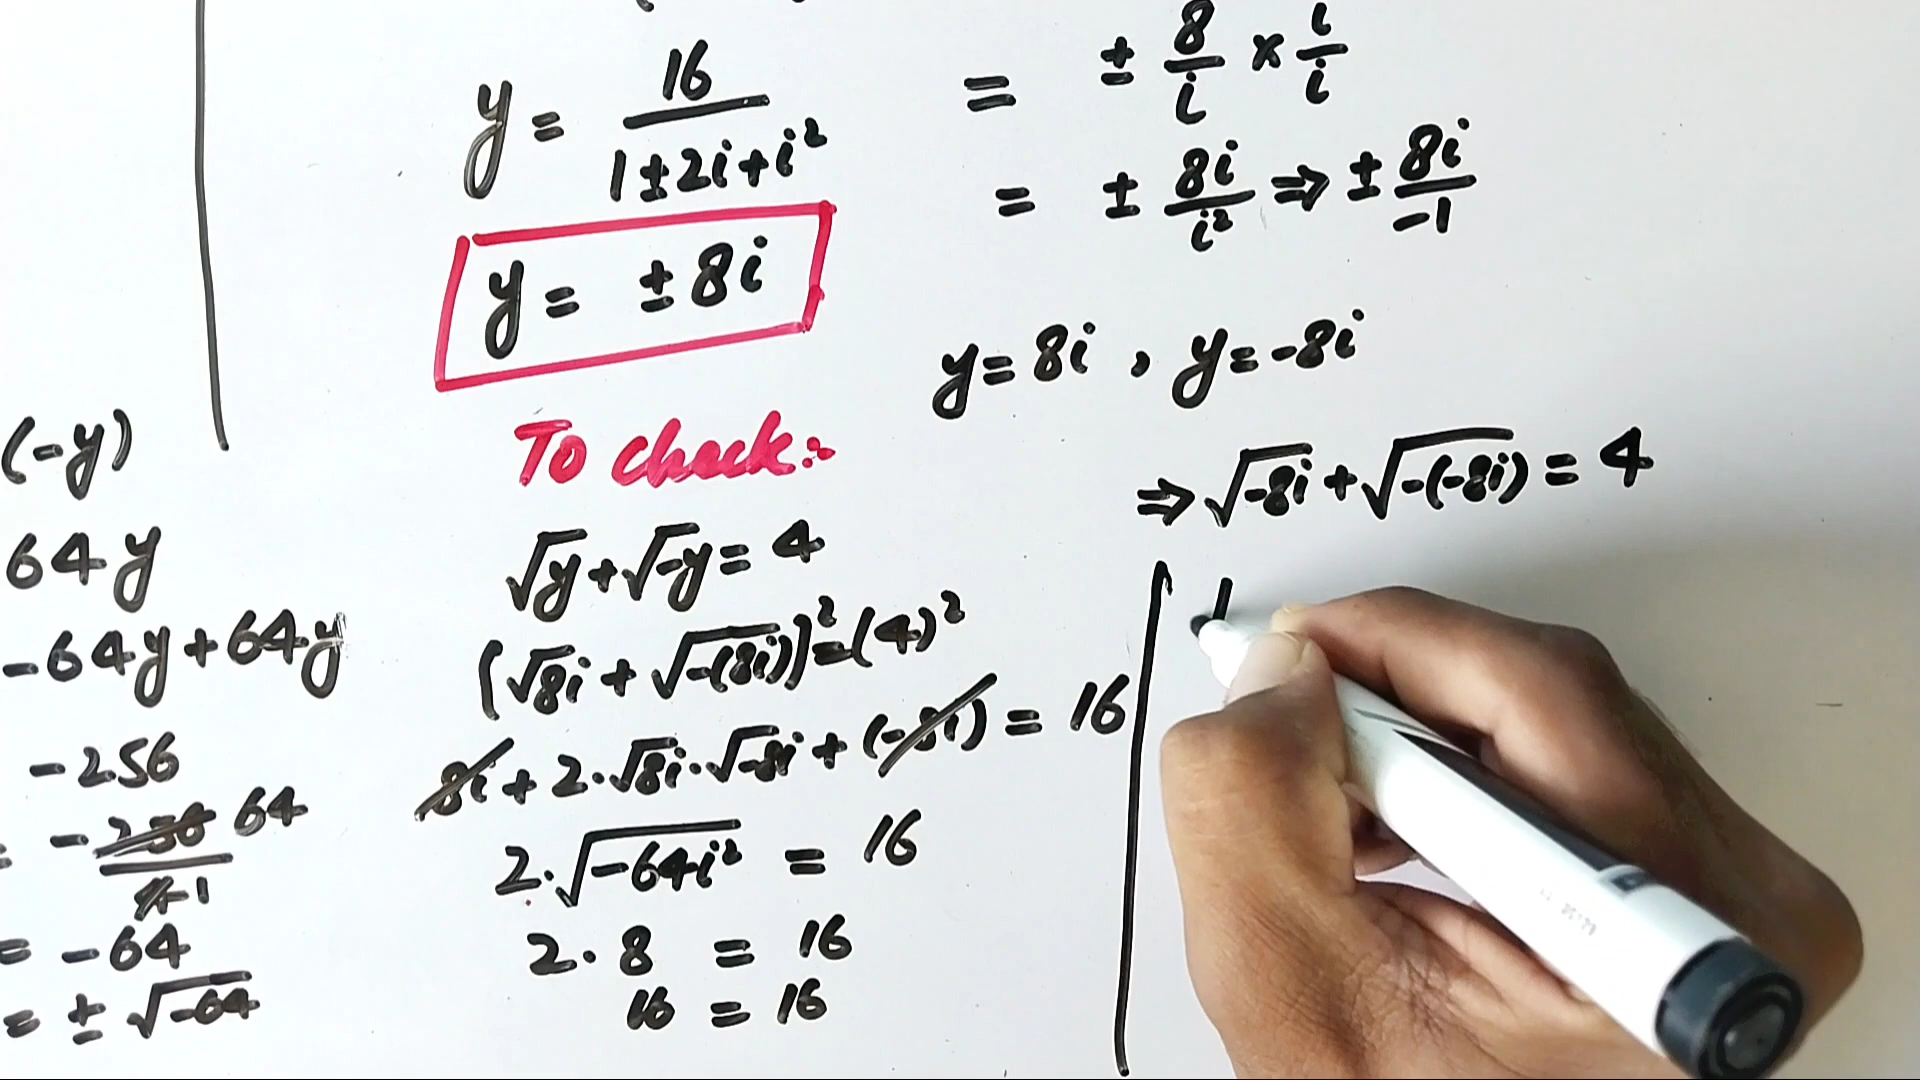 y = 16 / (1±2i+i²)
y = ±8i
= ± 8/i × i/i
= ± 8i/i² ⇒ ± 8i/-1
y = 8i , y = -8i
⇒ √-8i + √-(-8i) = 4
(-y)
64y
-64y+64y
-256
= -256/4 64 1
= -64
= ± √-64
To check:-
√y + √-y = 4
(√8i + √-(8i))² = (4)²
8i + 2·√8i·√-8i + (-8i) = 16
2·√-64i² = 16
2·8 = 16
16 = 16